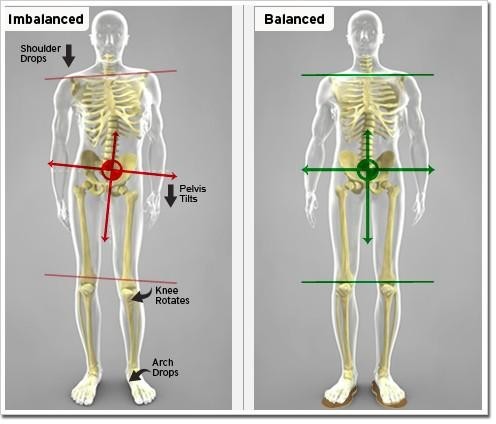 Imbalanced
Shoulder
Drops
Pelvis
Tilts
Knee
Rotates
Arch
Drops
Balanced